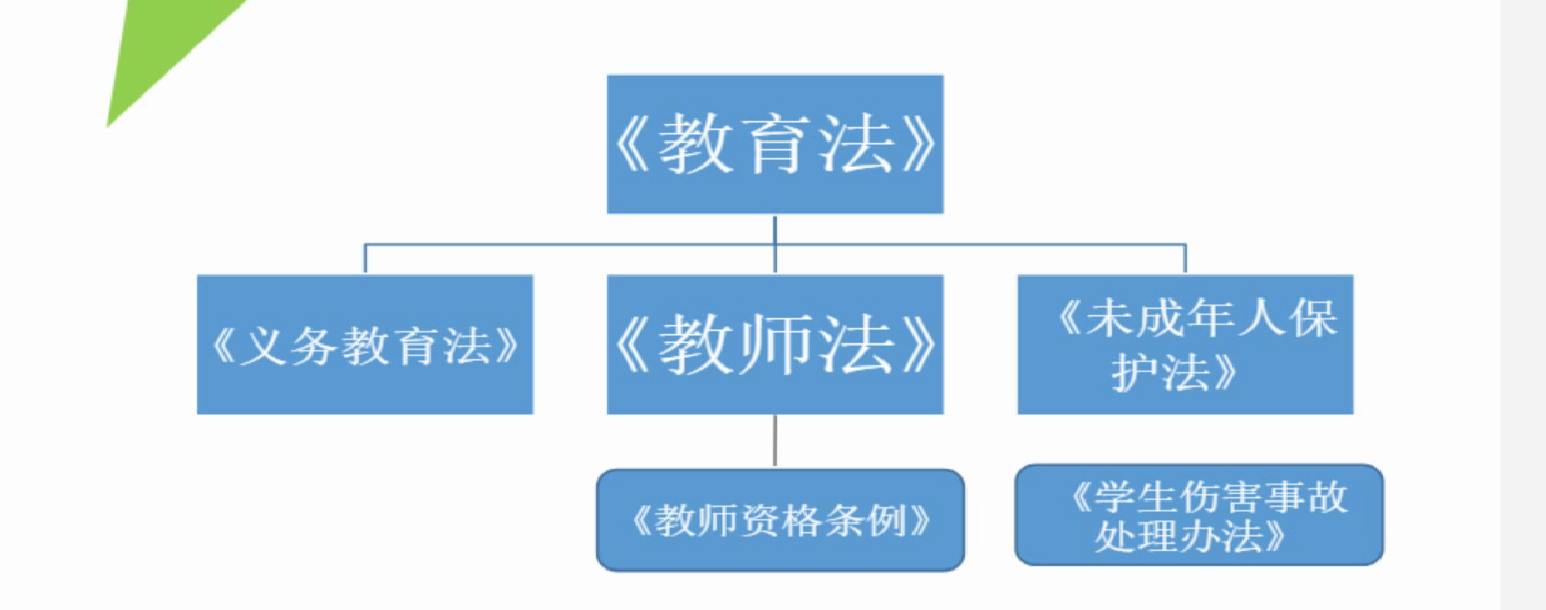 《教育法》
《义务教育法》
《教师法》
《未成年人保
护法》
《教师资格条例》
《学生伤害事故
处理办法》